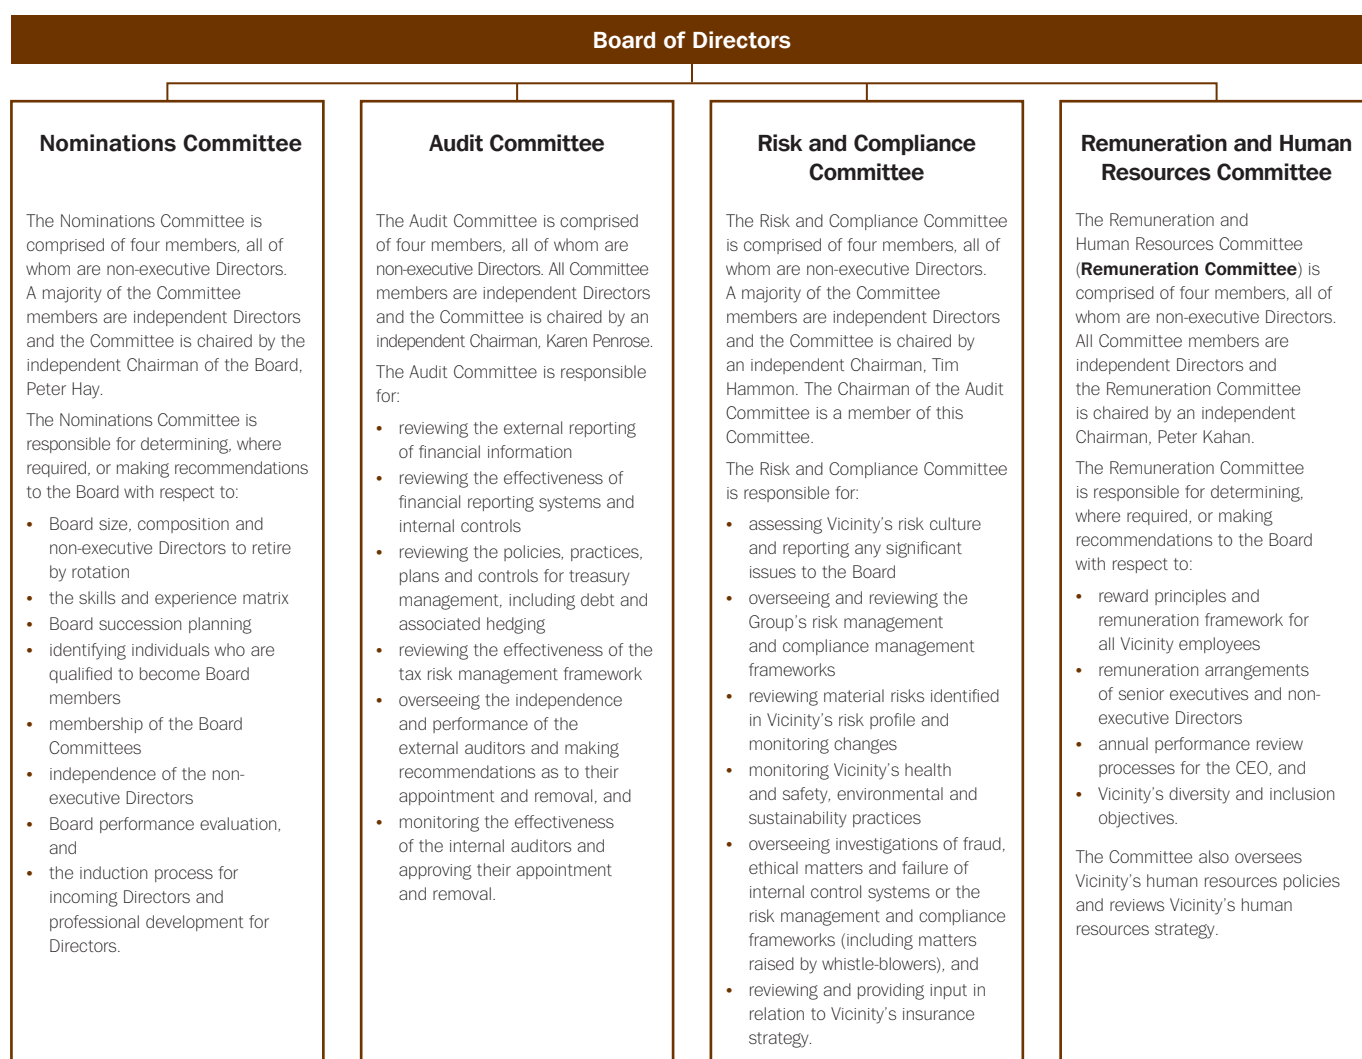 Board of Directors
Nominations Committee
The Nominations Committee is
comprised of four members, all of
whom are non-executive Directors.
A majority of the Committee
members are independent Directors
and the Committee is chaired by the
independent Chairman of the Board,
Peter Hay.
The Nominations Committee is
responsible for determining, where
required, or making recommendations
to the Board with respect to:
• Board size, composition and
non-executive Directors to retire
by rotation
• the skills and experience matrix
• Board succession planning
• identifying individuals who are
qualified to become Board
members
• membership of the Board
Committees
• independence of the non-
executive Directors
• Board performance evaluation,
and
• the induction process for
incoming Directors and
professional development for
Directors.
Audit Committee
The Audit Committee is comprised
of four members, all of whom are
non-executive Directors. All Committee
members are independent Directors
and the Committee is chaired by an
independent Chairman, Karen Penrose.
The Audit Committee is responsible
for:
• reviewing the external reporting
of financial information
• reviewing the effectiveness of
financial reporting systems and
internal controls
• reviewing the policies, practices,
plans and controls for treasury
management, including debt and
associated hedging
• reviewing the effectiveness of the
tax risk management framework
• overseeing the independence
and performance of the
external auditors and making
recommendations as to their
appointment and removal, and
• monitoring the effectiveness
of the internal auditors and
approving their appointment
and removal.
Risk and Compliance
Committee
The Risk and Compliance Committee
is comprised of four members, all of
whom are non-executive Directors.
A majority of the Committee
members are independent Directors
and the Committee is chaired by
an independent Chairman, Tim
Hammon. The Chairman of the Audit
Committee is a member of this
Committee.
The Risk and Compliance Committee
is responsible for:
• assessing Vicinity's risk culture
and reporting any significant
issues to the Board
• overseeing and reviewing the
Group's risk management
and compliance management
frameworks
• reviewing material risks identified
in Vicinity's risk profile and
monitoring changes
• monitoring Vicinity's health
and safety, environmental and
sustainability practices
• overseeing investigations of fraud,
ethical matters and failure of
internal control systems or the
risk management and compliance
frameworks (including matters
raised by whistle-blowers), and
• reviewing and providing input in
relation to Vicinity's insurance
strategy.
Remuneration and Human
Resources Committee
The Remuneration and
Human Resources Committee
(Remuneration Committee) is
comprised of four members, all of
whom are non-executive Directors.
All Committee members are
independent Directors and
the Remuneration Committee
is chaired by an independent
Chairman, Peter Kahan.
The Remuneration Committee
is responsible for determining,
where required, or making
recommendations to the Board
with respect to:
• reward principles and
remuneration framework for
all Vicinity employees
• remuneration arrangements
of senior executives and non-
executive Directors
• annual performance review
processes for the CEO, and
• Vicinity's diversity and inclusion
objectives.
The Committee also oversees
Vicinity's human resources policies
and reviews Vicinity's human
resources strategy.